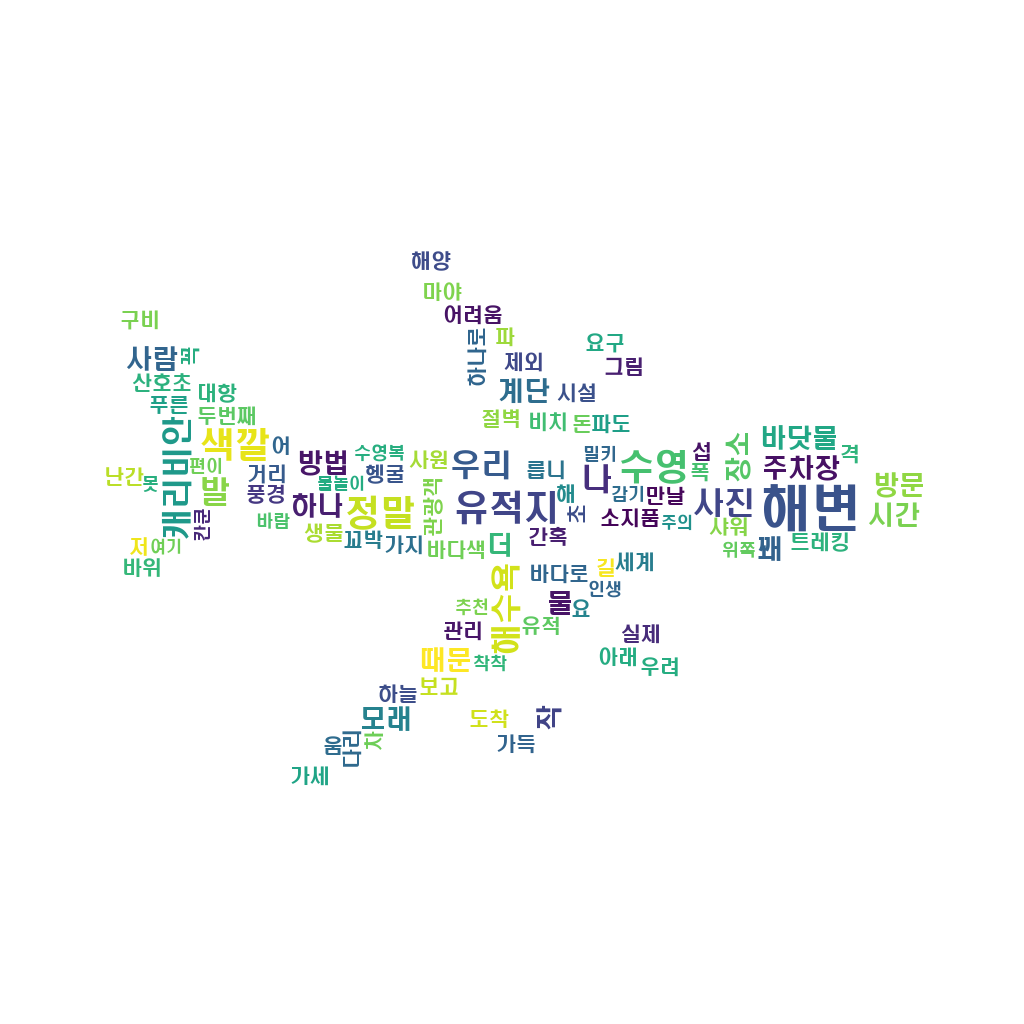 해양
마야
어려움
구비
하나로
파
요구
사람
쪽
제외
그림
산호초
대항
계단
시설
푸른
두번째
절벽
비치
돈
파도
캐리비안
색깔
어
방법
수영복
사원
우리
릅니
밀키
나
수영
섭
폭
장소
바닷물
격
난간
못
편이
발
거리
물놀이
헹굴
관광객
유적지
해
초
감기
만날
사진
주차장
해변
방문
풍경
하나
정말
소지품
주의
샤워
시간
칸쿤
바람
생물
꼬박
가지
바다색
더
간혹
위쪽
꽤
트레킹
저
여기
바위
해수욕
바다로
길
세계
인생
추천
물
요
관리
유적
실제
때문
착착
아래
우려
하늘
보고
모래
도착
작
움
다리
차
가득
가세